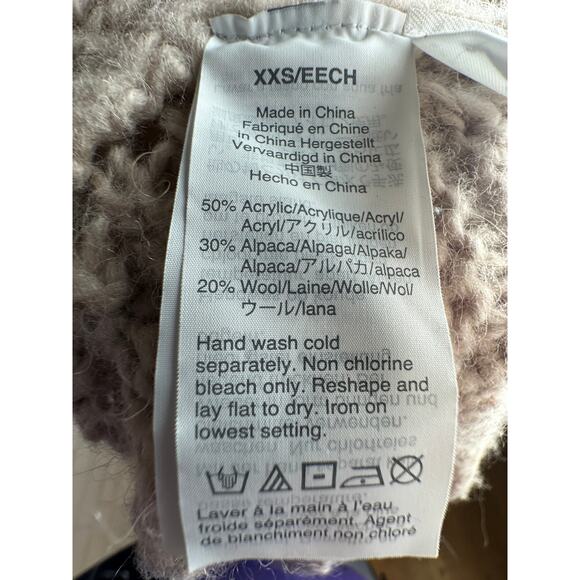 XXS/EECH
Made in China
Fabriqué en Chine
in China Hergestellt
Vervaardigd in China
中国製
Hecho en China
50% Acrylic/Acrylique/Acryl/
Acryl/アクリル/acrílico
30% Alpaca/Alpaga/Alpaka/
Alpaca/アルパカ/alpaca
20% Wool/Laine/Wolle/Wol/
ウール/lana
Hand wash cold
separately. Non chlorine
bleach only. Reshape and
lay flat to dry. Iron on
lowest setting.
Laver à la main à l'eau
froide séparément. Agent
de blanchiment non chloré